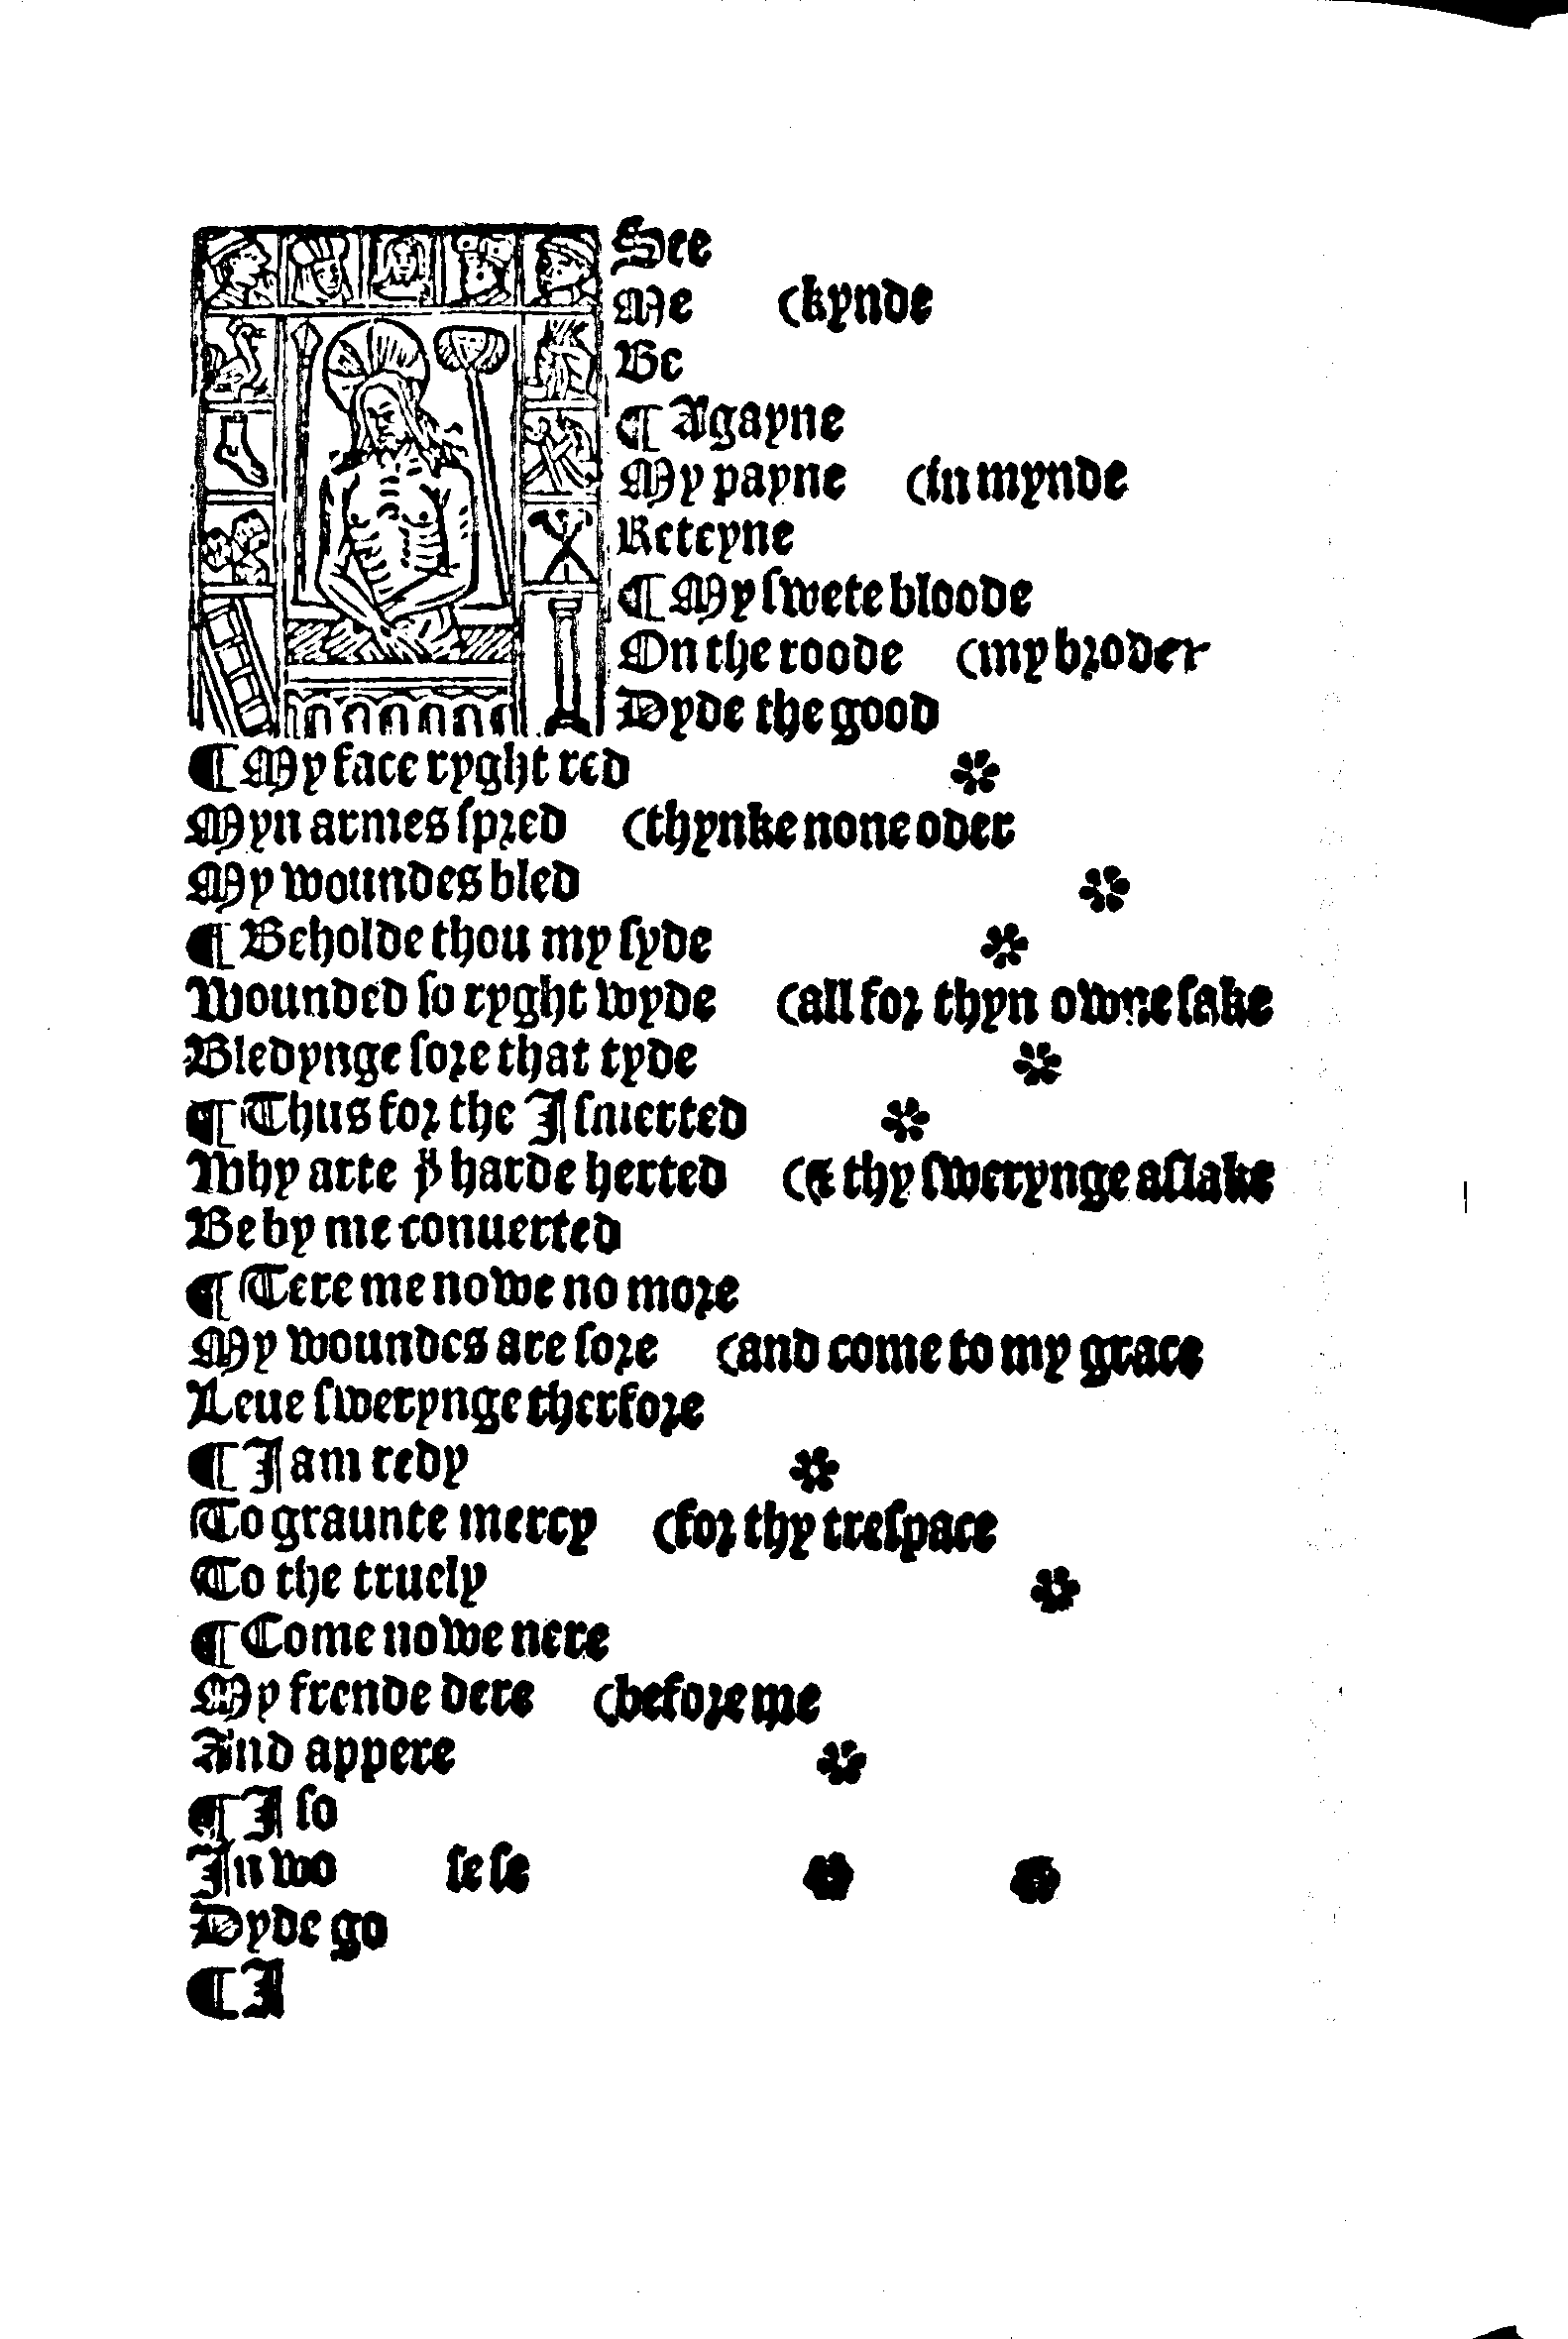 See
Me (kynde
Be
¶ Agayne
My payne (in mynde
Reteyne
¶ My ſwete bloode
On the roode (my broder
Dyde the good
¶ My face ryght red
Myn armes ſpred (thynke none oder
My woundes bled
¶ Beholde thou my ſyde
Wounded ſo ryght wyde (all for thyn owne ſake
Bledynge ſore that tyde
¶ Thus for the I ſmerted
Why arte yͧ harde herted (& thy ſwerynge aſlake
Be by me conuerted
¶ Tere me nowe no more
My woundes are ſore (and come to my grace
Leue ſwerynge therfore
¶ I am redy
To graunte mercy (for thy treſpace
To the truely
¶ Come nowe nere
My frende dere (before me
And appere
¶ I ſo
In wo ſe ſe
Dyde go
¶ I